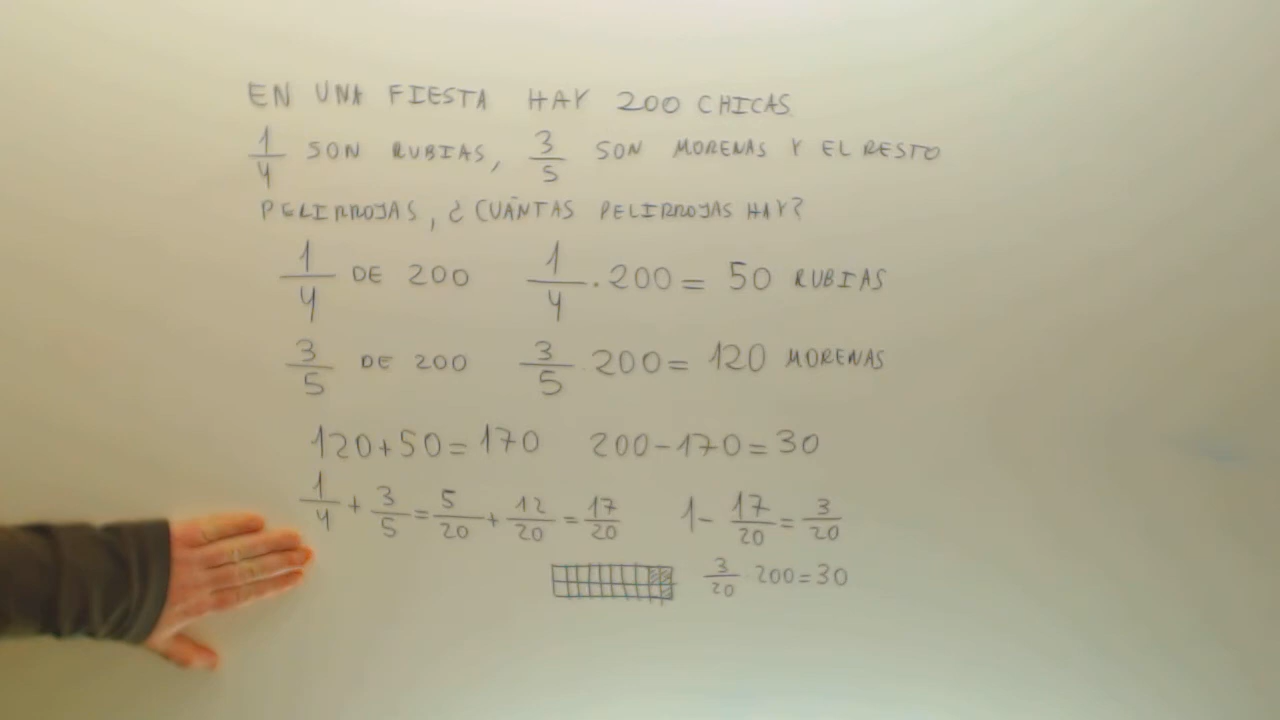 EN UNA FIESTA HAY 200 CHICAS
1/4 SON RUBIAS, 3/5 SON MORENAS Y EL RESTO
PELIRROJAS, ¿CUÁNTAS PELIRROJAS HAY?
1/4 DE 200 1/4 · 200 = 50 RUBIAS
3/5 DE 200 3/5 · 200 = 120 MORENAS
120+50=170 200-170=30
1/4 + 3/5 = 5/20 + 12/20 = 17/20 1 - 17/20 = 3/20
3/20 · 200=30